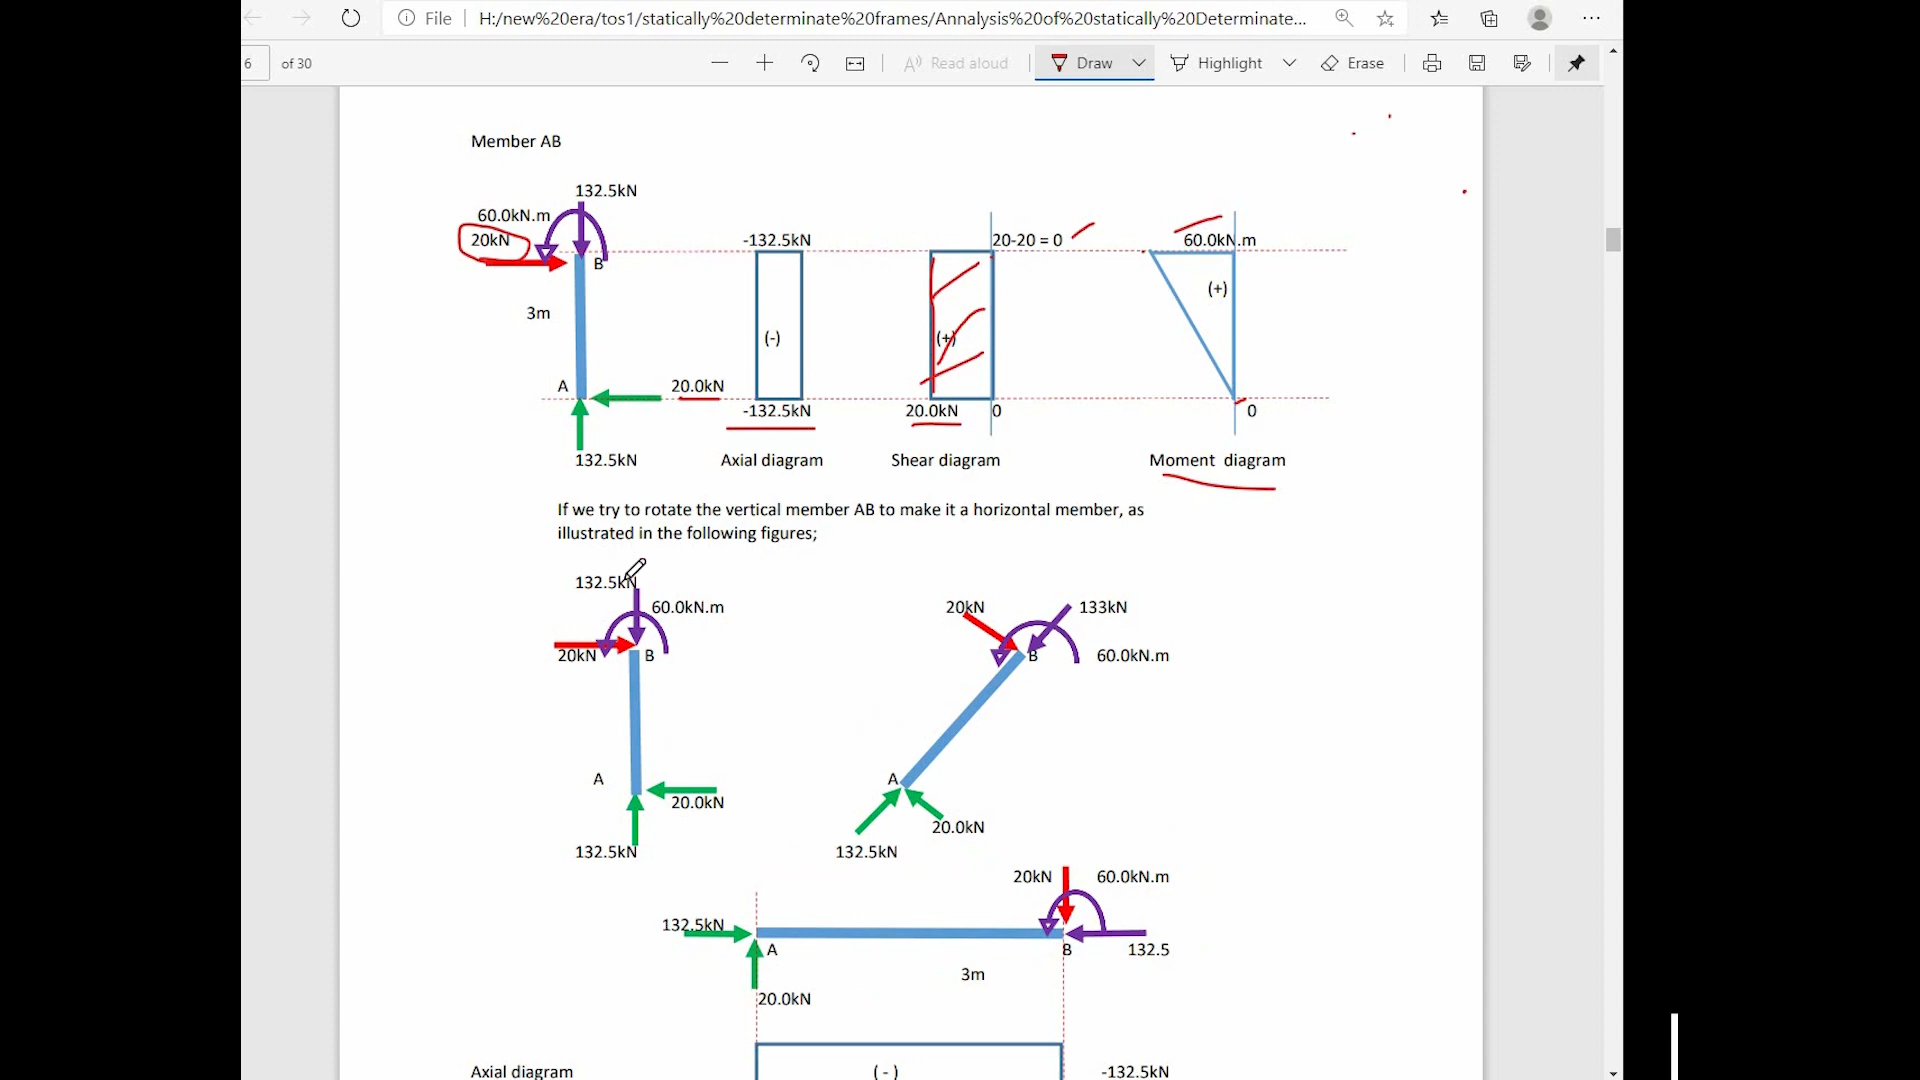 File
H:/new%20era/tos1/statically%20determinate%20frames/Annalysis%20of%20statically%20Determinate...
6 of 30
Read aloud
Draw
Highlight
Erase
Member AB
132.5kN
60.0kN.m
20kN
-132.5kN
20-20 = 0
60.0kN.m
B
(+)
3m
(-)
(+)
A
20.0kN
-132.5kN
20.0kN
0
0
132.5kN
Axial diagram
Shear diagram
Moment diagram
If we try to rotate the vertical member AB to make it a horizontal member, as
illustrated in the following figures;
132.5kN
60.0kN.m
20kN
133kN
20kN
B
B
60.0kN.m
A
A
20.0kN
20.0kN
132.5kN
132.5kN
20kN
60.0kN.m
132.5kN
A
B
132.5
3m
20.0kN
Axial diagram
( - )
-132.5kN